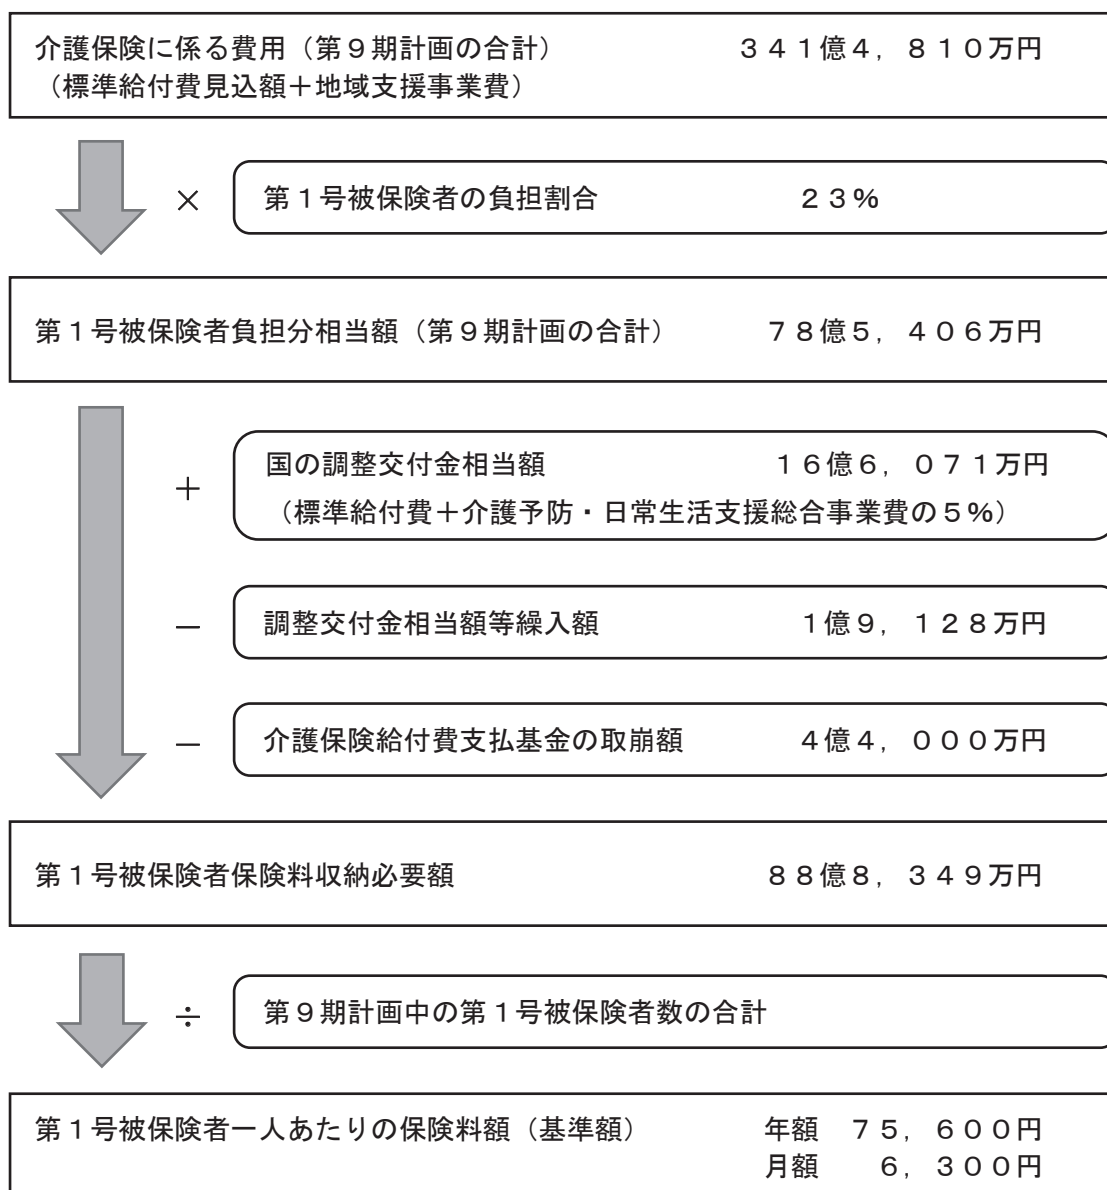 介護保険に係る費用（第９期計画の合計）　３４１億４，８１０万円
（標準給付費見込額＋地域支援事業費）
×　第１号被保険者の負担割合　２３％
第１号被保険者負担分相当額（第９期計画の合計）　７８億５，４０６万円
＋　国の調整交付金相当額　１６億６，０７１万円
（標準給付費＋介護予防・日常生活支援総合事業費の５％）
－　調整交付金相当額等繰入額　１億９，１２８万円
－　介護保険給付費支払基金の取崩額　４億４，０００万円
第１号被保険者保険料収納必要額　８８億８，３４９万円
÷　第９期計画中の第１号被保険者数の合計
第１号被保険者一人あたりの保険料額（基準額）　年額　７５，６００円
月額　６，３００円